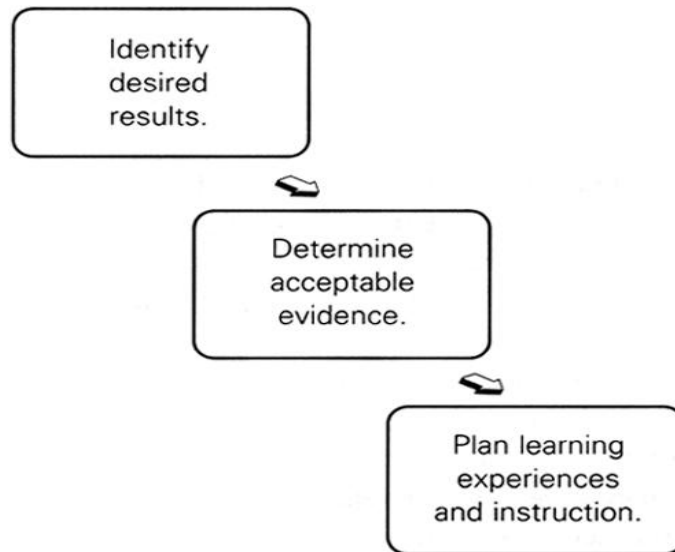 Identify
desired
results.
Determine
acceptable
evidence.
Plan learning
experiences
and instruction.